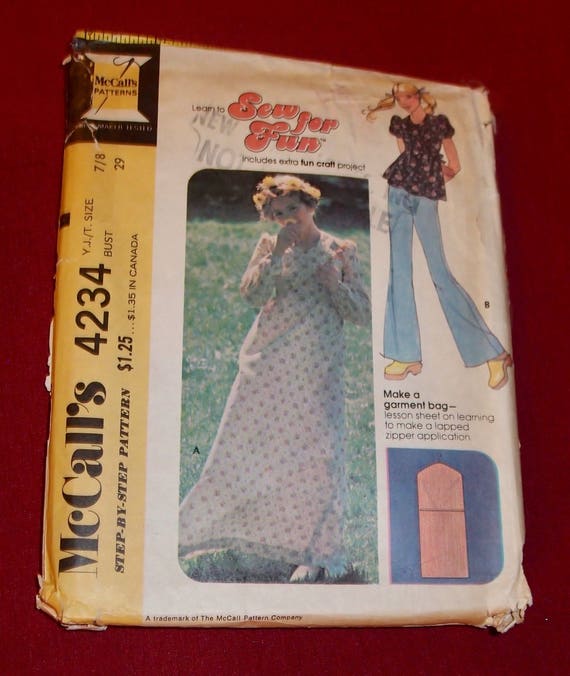 McCall's
PATTERNS
7/8
29
Y.J./T. SIZE
BUST
McCall's 4234
$1.25...$1.35 IN CANADA
STEP-BY-STEP PATTERN
Learn to
Sew for
Fun™
includes extra fun craft project
NEW
A
B
Make a
garment bag—
lesson sheet on learning
to make a lapped
zipper application.
A trademark of The McCall Pattern Company